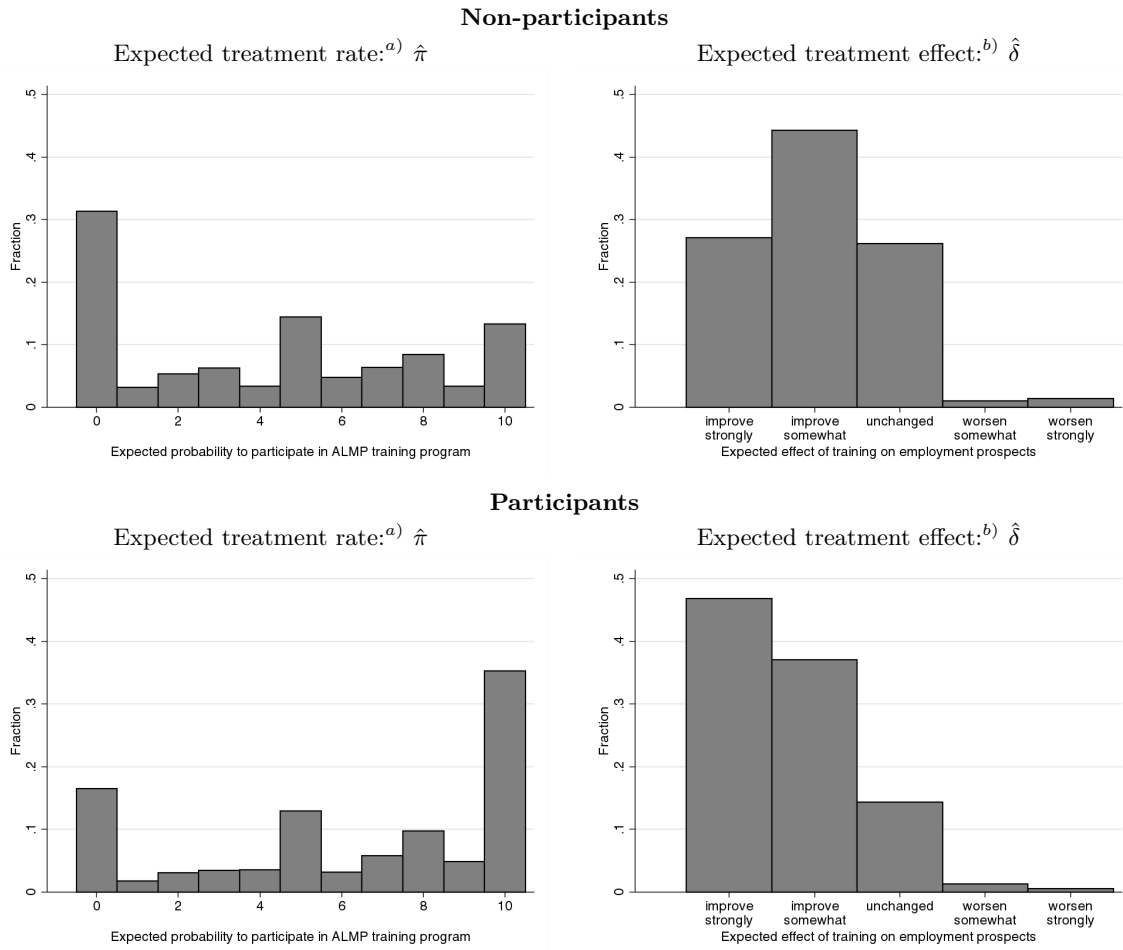 Non-participants
Expected treatment rate:a) π̂
Expected treatment effect:b) δ̂
Fraction
0 .1 .2 .3 .4 .5
0 2 4 6 8 10
Expected probability to participate in ALMP training program
Fraction
0 .1 .2 .3 .4 .5
improve strongly
improve somewhat
unchanged
worsen somewhat
worsen strongly
Expected effect of training on employment prospects
Participants
Expected treatment rate:a) π̂
Expected treatment effect:b) δ̂
Fraction
0 .1 .2 .3 .4 .5
0 2 4 6 8 10
Expected probability to participate in ALMP training program
Fraction
0 .1 .2 .3 .4 .5
improve strongly
improve somewhat
unchanged
worsen somewhat
worsen strongly
Expected effect of training on employment prospects